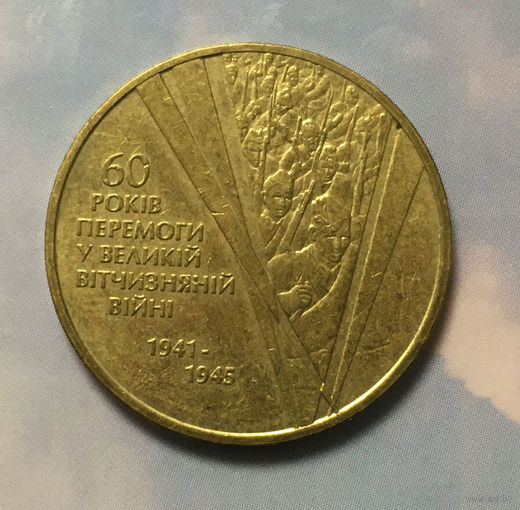 60
РОКІВ
ПЕРЕМОГИ
У ВЕЛИКІЙ
ВІТЧИЗНЯНІЙ
ВІЙНІ
1941-
1945